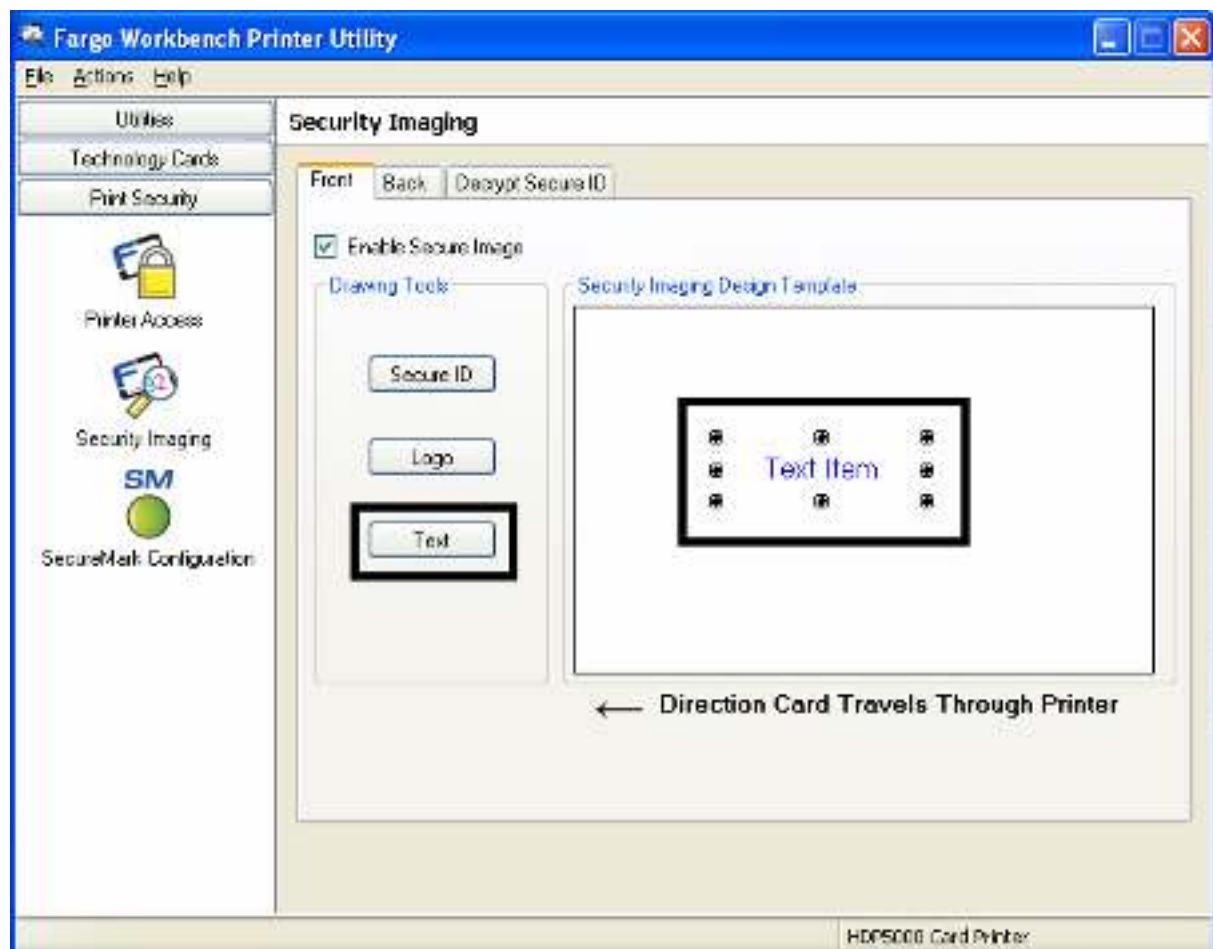 Fargo Workbench Printer Utility
File Actions Help
Utilities
Technology Cards
Print Security
Printer Access
Security Imaging
SM
SecureMark Configuration
Security Imaging
Front Back Decrypt Secure ID
Enable Secure Image
Drawing Tools
Secure ID
Logo
Text
Security Imaging Design Template
Text Item
← Direction Card Travels Through Printer
HDP5000 Card Printer